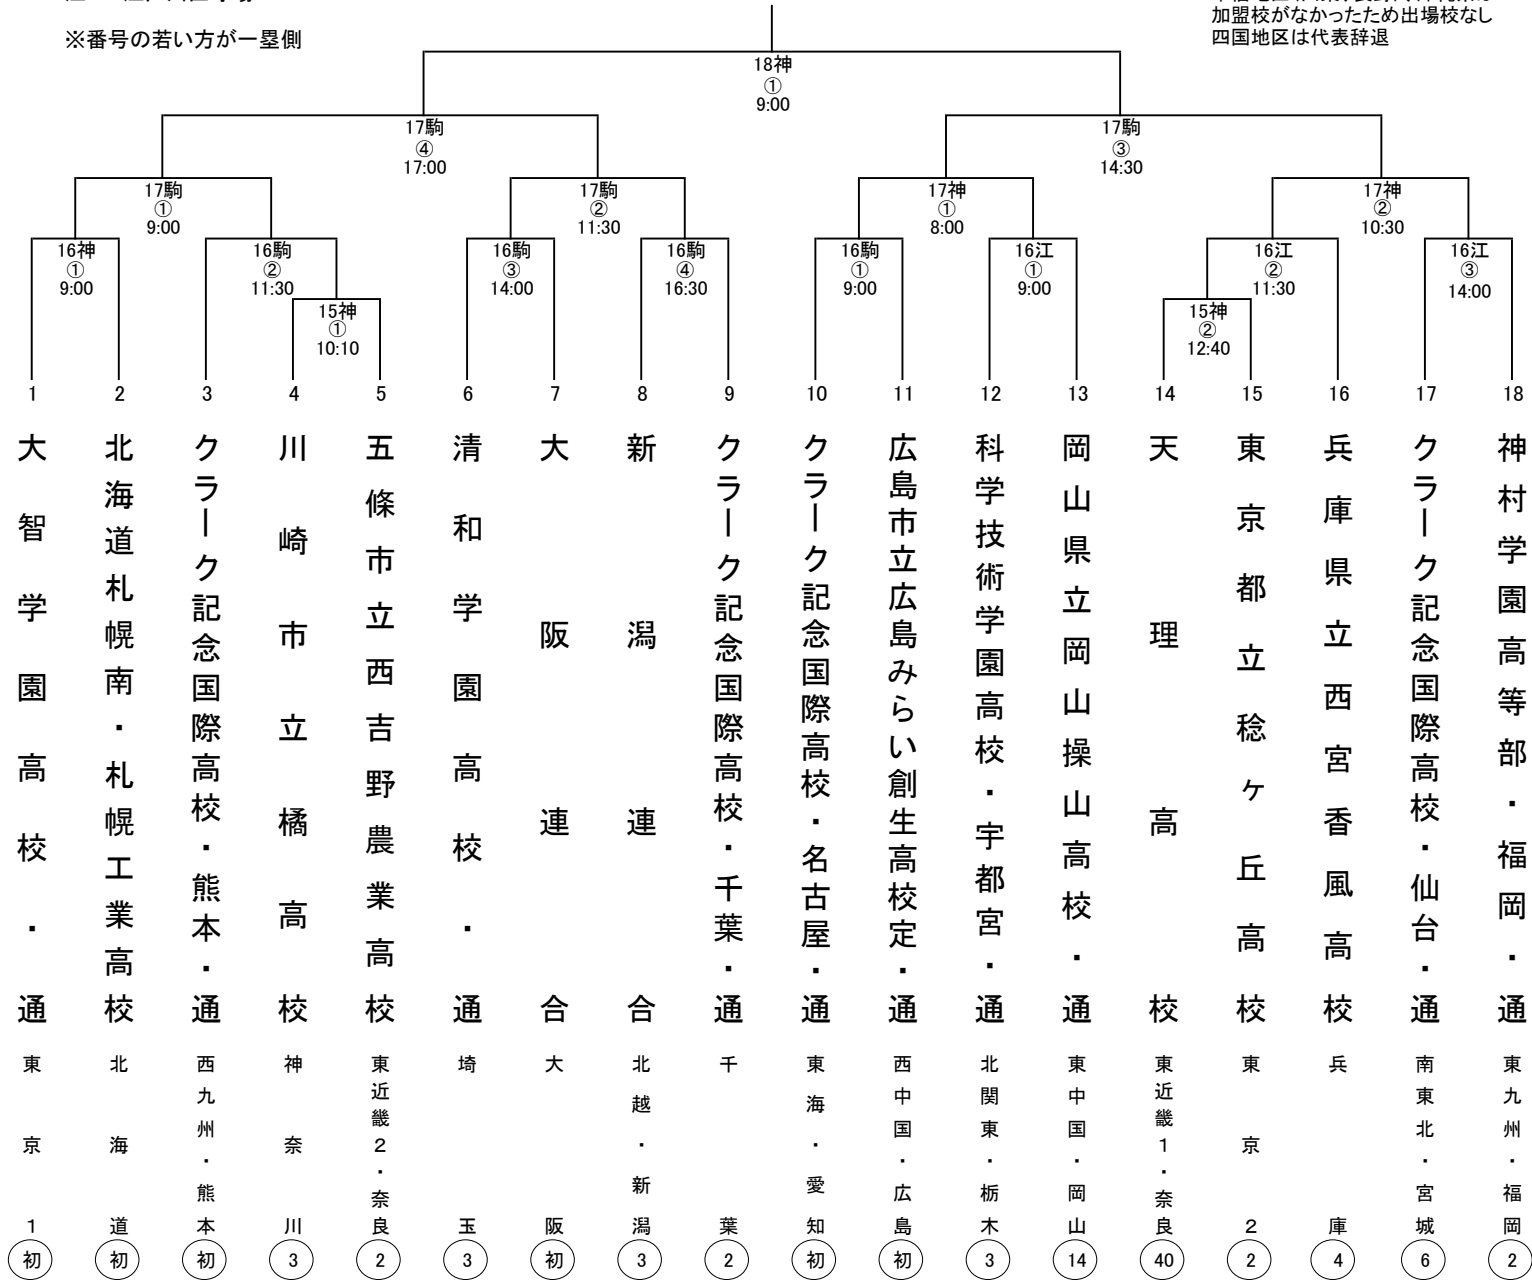 ※番号の若い方が一塁側
加盟校がなかったため出場校なし
四国地区は代表辞退
18神
①
9:00
17駒
④
17:00
17駒
③
14:30
17駒
①
9:00
17駒
②
11:30
17神
①
8:00
17神
②
10:30
16神
①
9:00
16駒
②
11:30
16駒
③
14:00
16駒
④
16:30
16駒
①
9:00
16江
①
9:00
16江
②
11:30
16江
③
14:00
15神
①
10:10
15神
②
12:40
1
2
3
4
5
6
7
8
9
10
11
12
13
14
15
16
17
18
大智学園高校・通
北海道札幌南・札幌工業高校
クラーク記念国際高校・熊本・通
川崎市立橘高校
五條市立西吉野農業高校
清和学園高校・通
大阪連合
新潟連合
クラーク記念国際高校・千葉・通
クラーク記念国際高校・名古屋・通
広島市立広島みらい創生高校定・通
科学技術学園高校・宇都宮・通
岡山県立岡山操山高校・通
天理高校
東京都立稔ヶ丘高校
兵庫県立西宮香風高校
クラーク記念国際高校・仙台・通
神村学園高等部・福岡・通
東京1
北海道
西九州・熊本
神奈川
東近畿2・奈良
埼玉
大阪
北越・新潟
千葉
東海・愛知
西中国・広島
北関東・栃木
東中国・岡山
東近畿1・奈良
東京2
兵庫
南東北・宮城
東九州・福岡
初
初
初
3
2
3
初
3
2
初
初
3
14
40
2
4
6
2